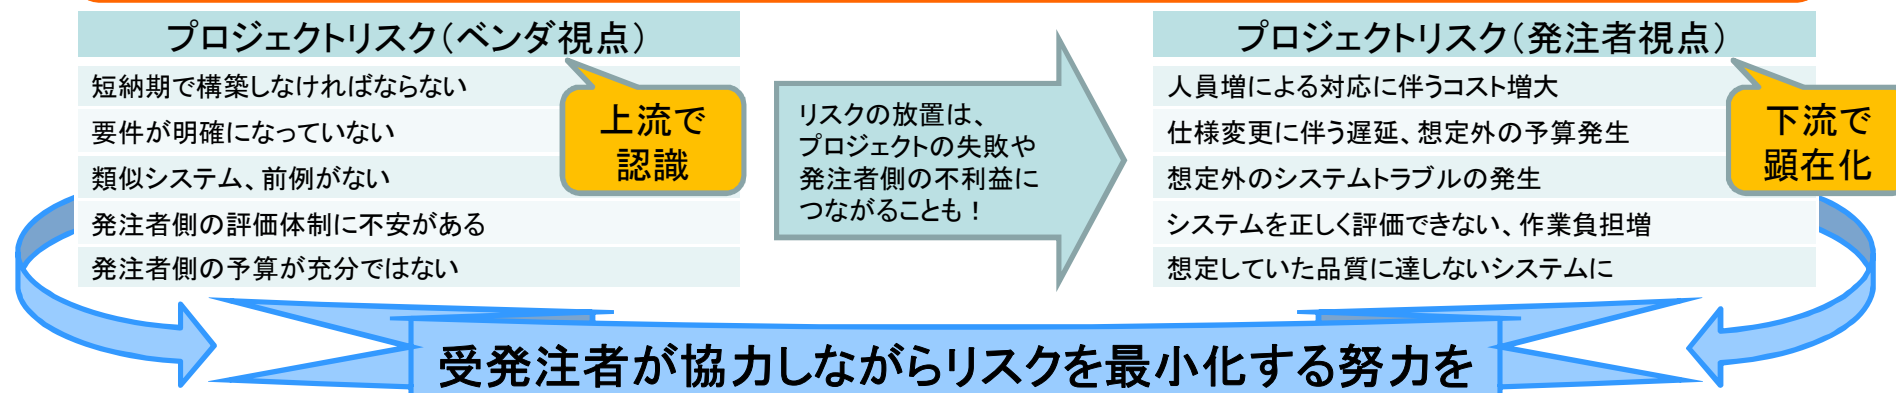 プロジェクトリスク(ベンダ視点)
短納期で構築しなければならない
要件が明確になっていない
類似システム、前例がない
発注者側の評価体制に不安がある
発注者側の予算が充分ではない
上流で
認識
リスクの放置は、
プロジェクトの失敗や
発注者側の不利益に
つながることも!
プロジェクトリスク(発注者視点)
人員増による対応に伴うコスト増大
仕様変更に伴う遅延、想定外の予算発生
想定外のシステムトラブルの発生
システムを正しく評価できない、作業負担増
想定していた品質に達しないシステムに
下流で
顕在化
受発注者が協力しながらリスクを最小化する努力を